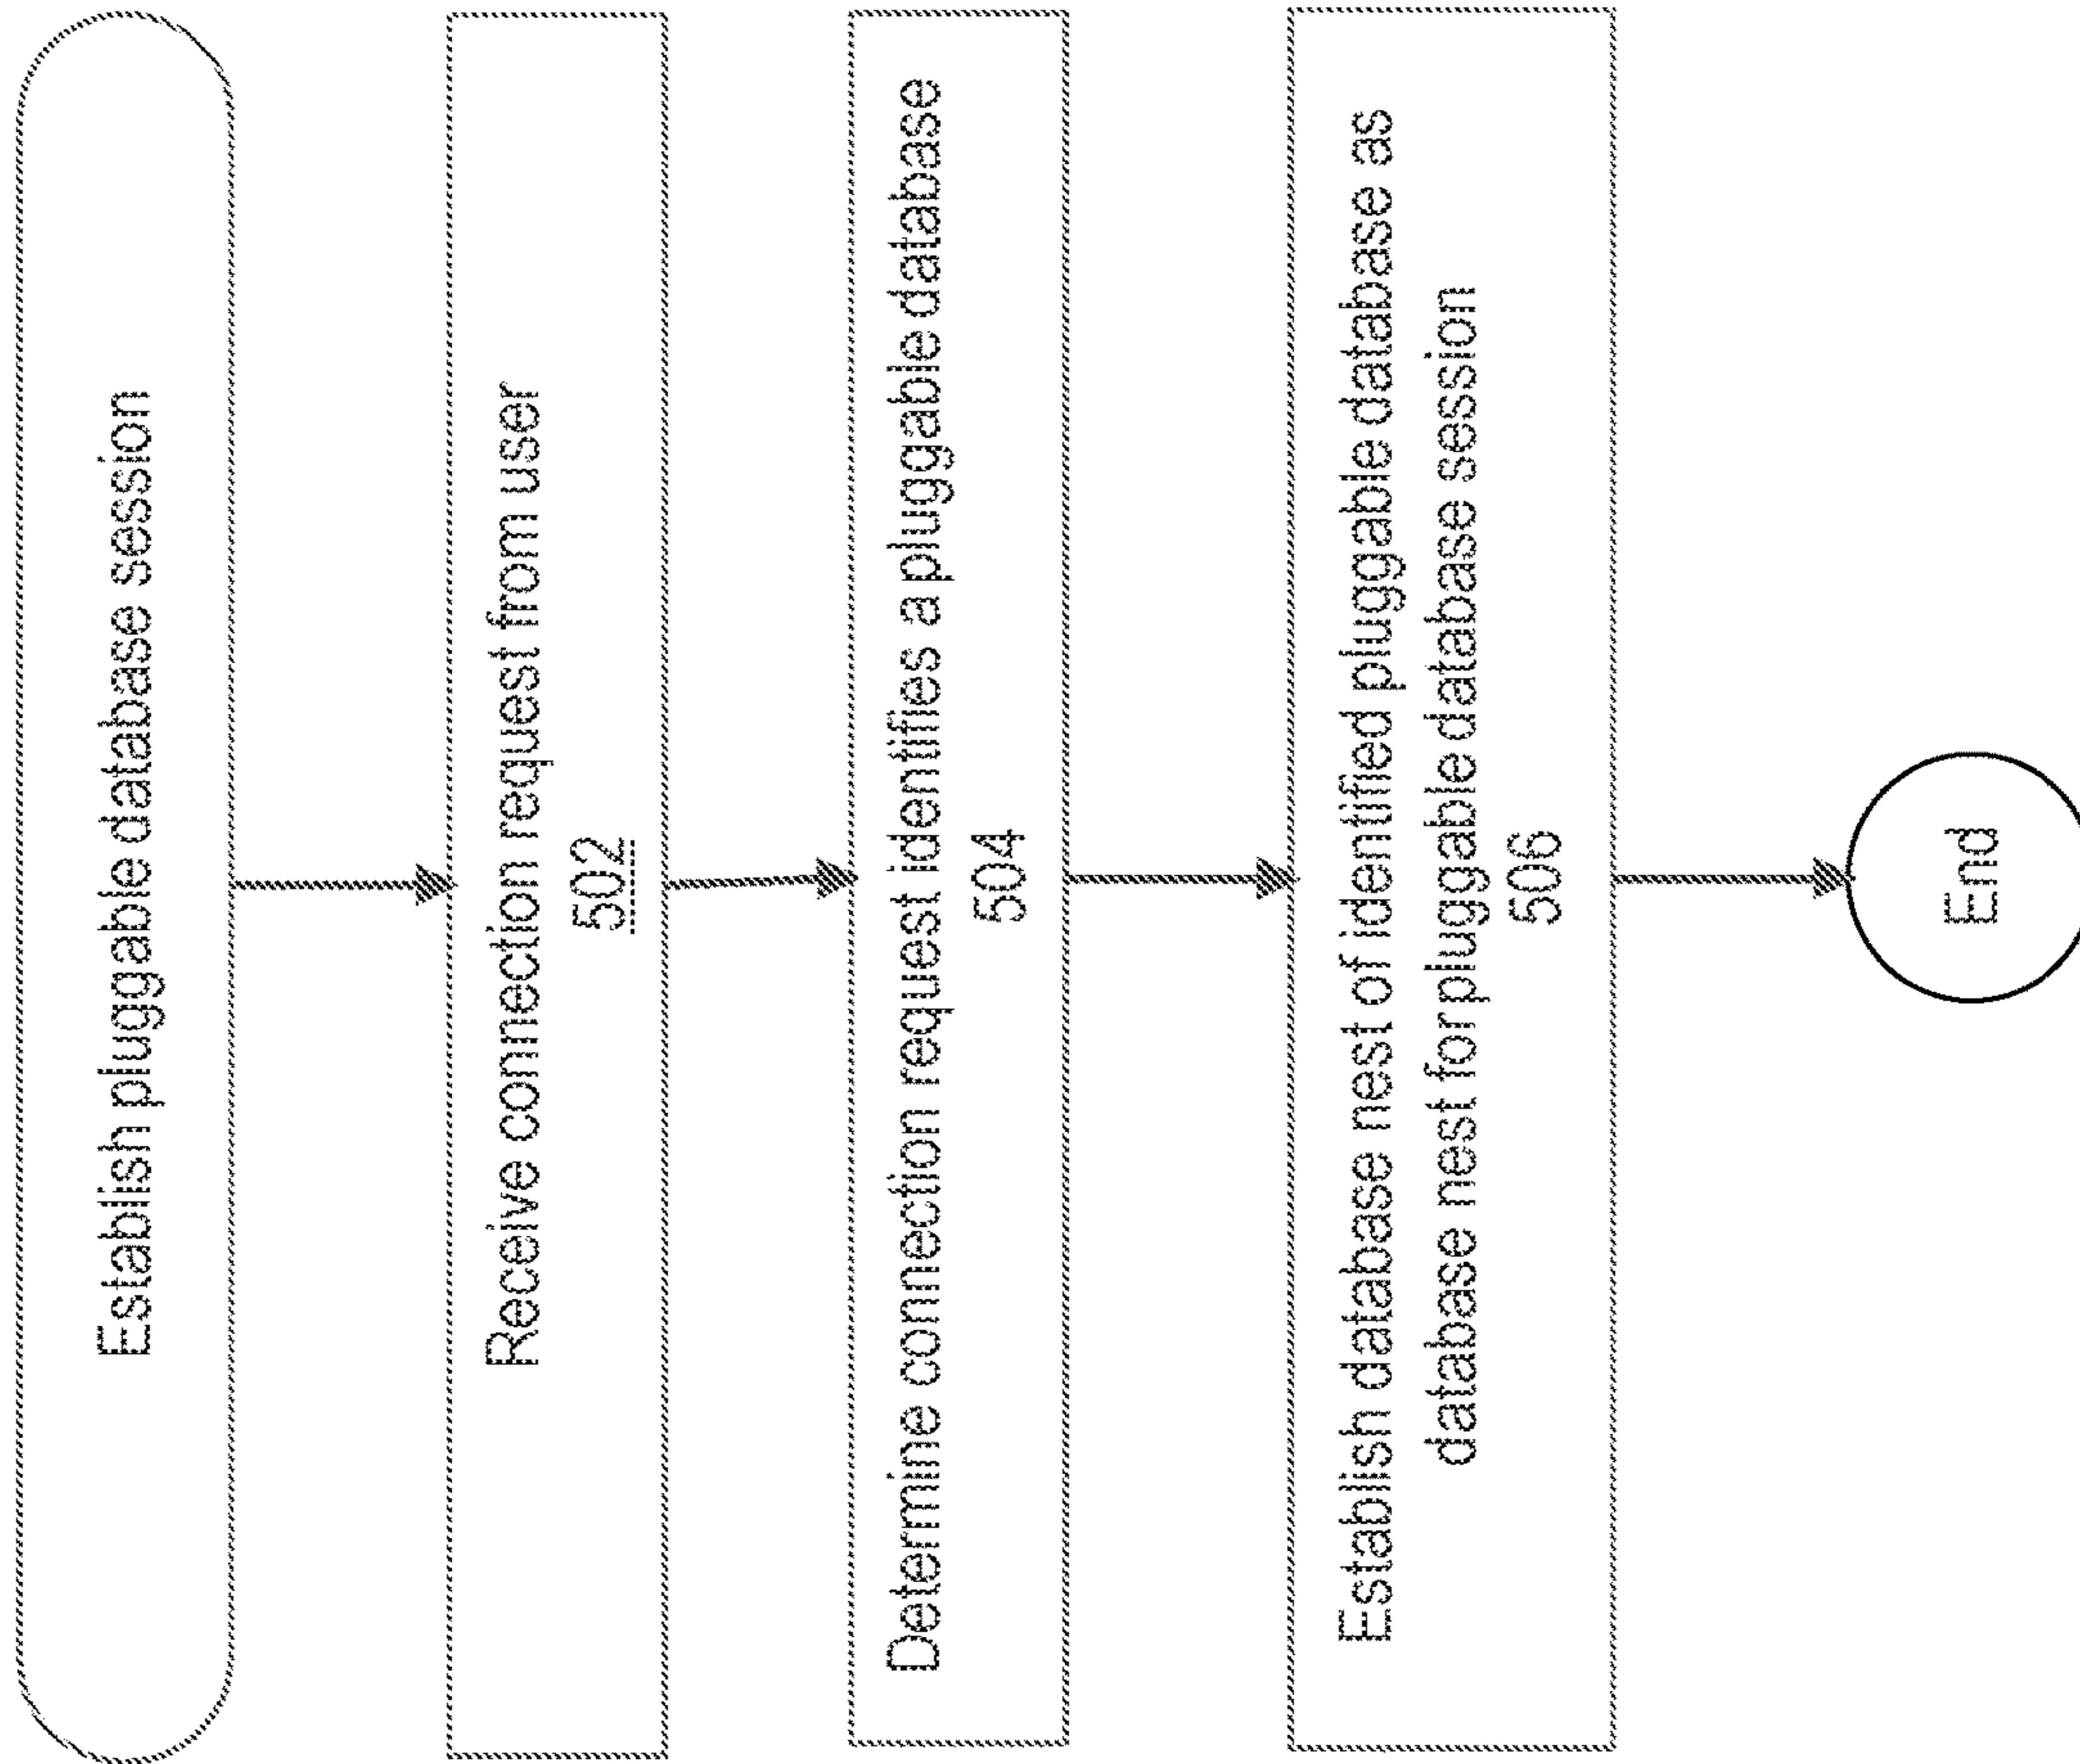 Establish pluggable database session
Receive connection request from user
502
Determine connection request identifies a pluggable database
504
Establish database nest of identified pluggable database as
database nest for pluggable database session
506
End